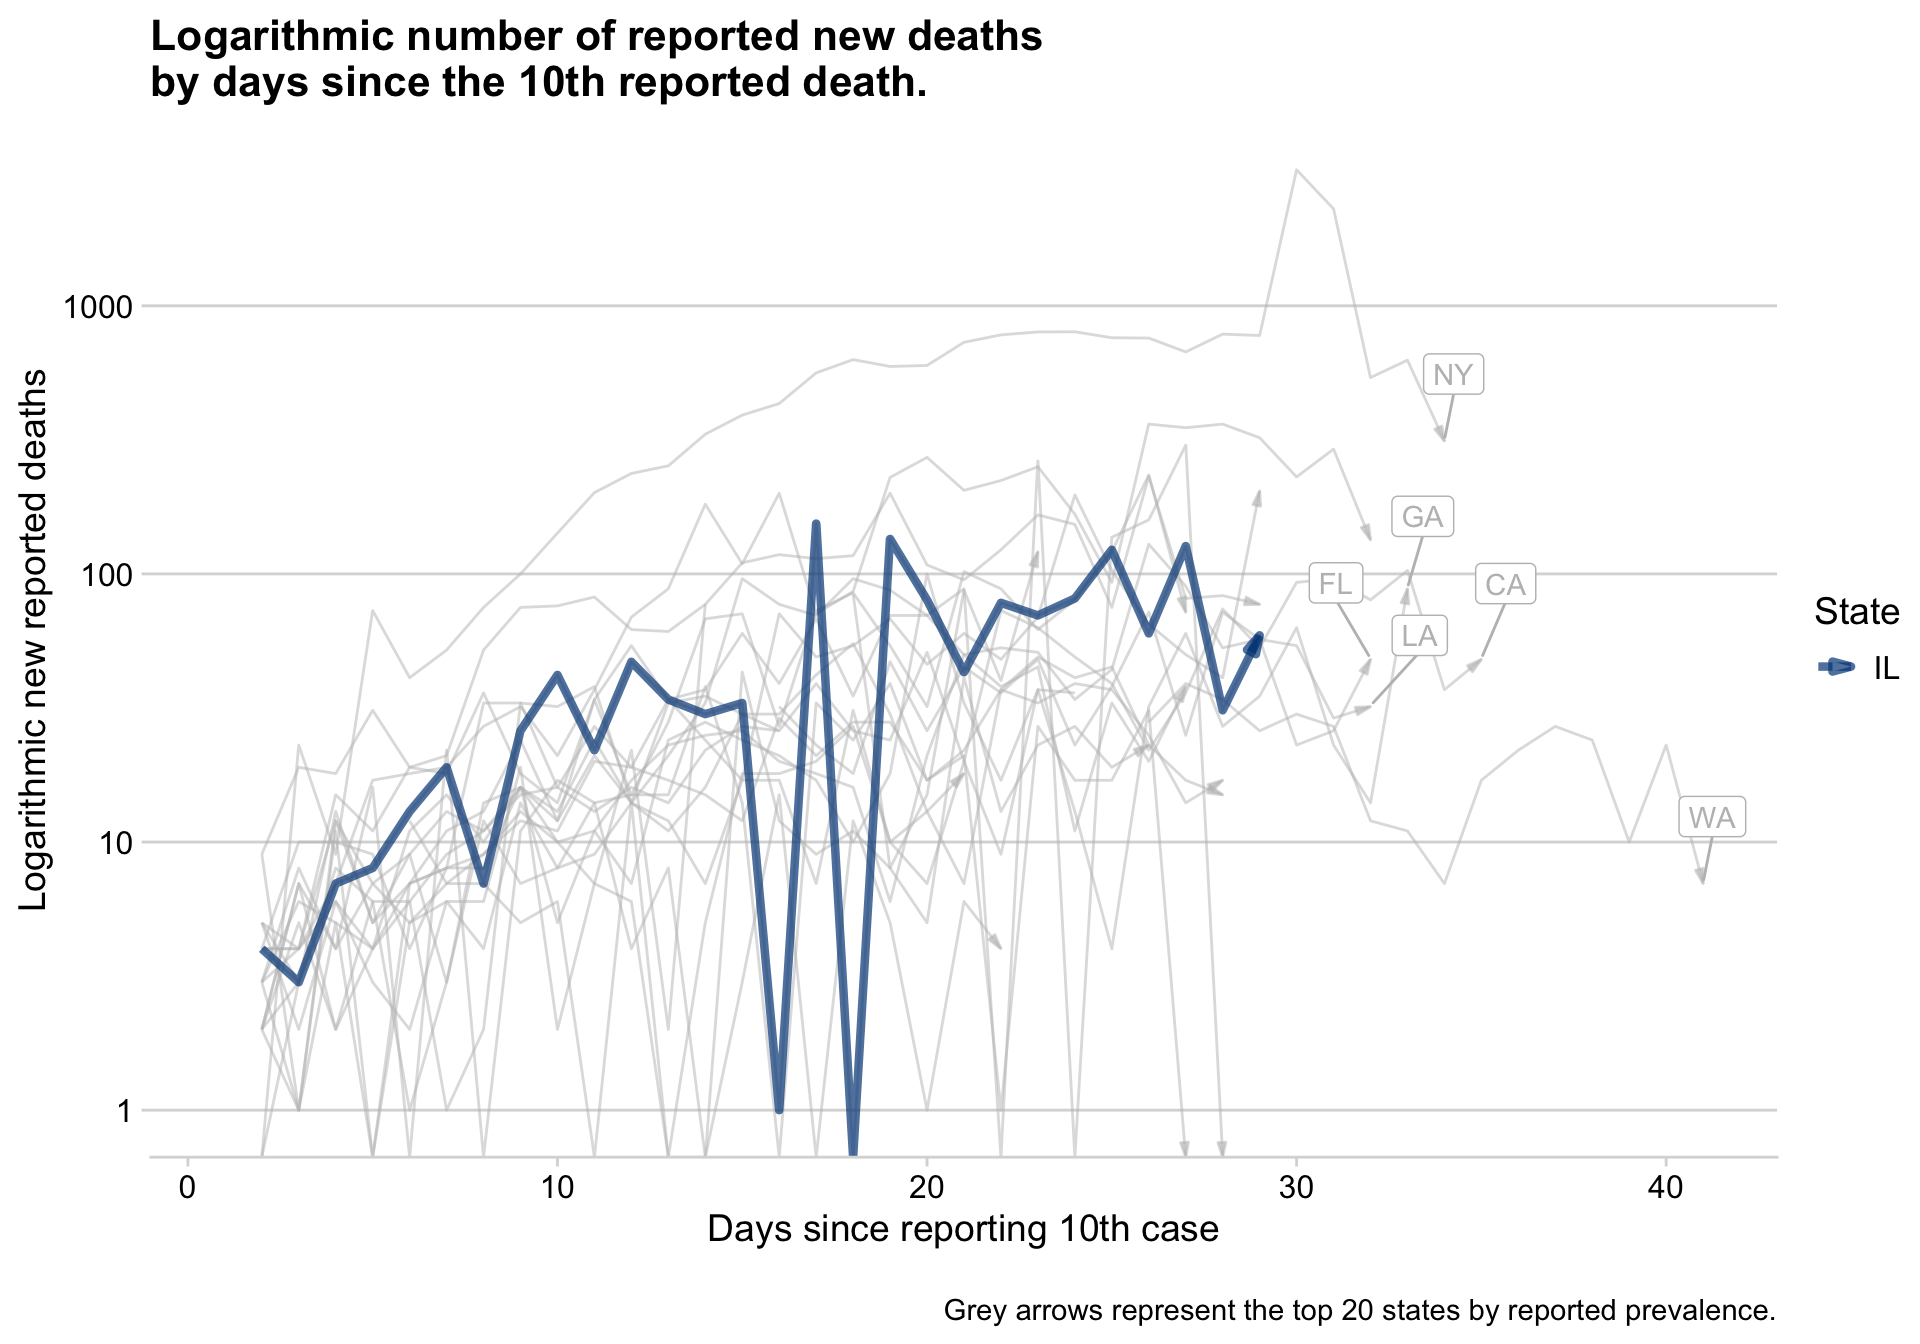 Logarithmic number of reported new deaths
by days since the 10th reported death.
Logarithmic new reported deaths
1000
100
10
1
NY
GA
FL
CA
LA
WA
State
IL
0
10
20
30
40
Days since reporting 10th case
Grey arrows represent the top 20 states by reported prevalence.